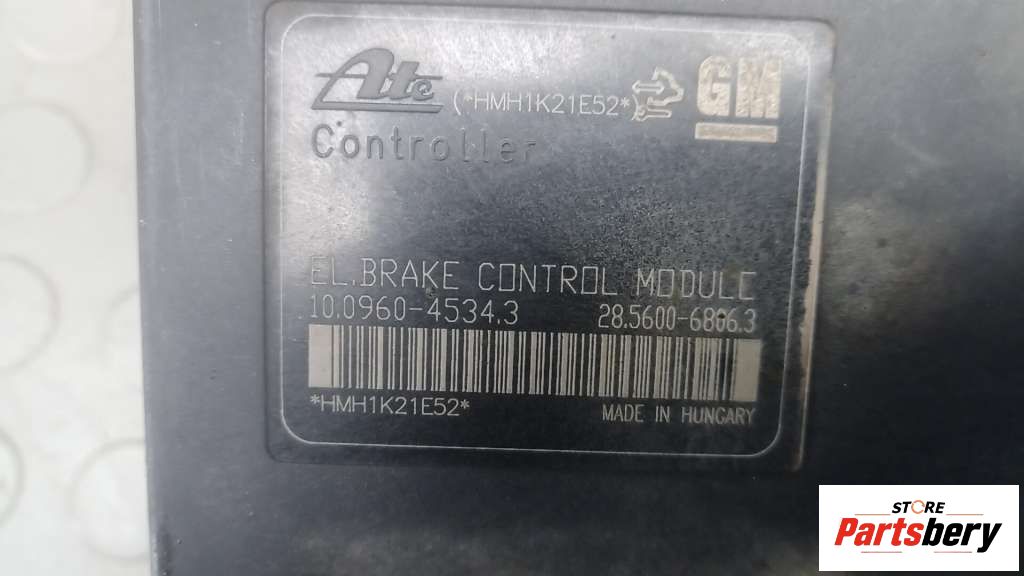 Ate (*HMH1K21E52*) GM
Controller
EL.BRAKE CONTROL MODULE
10.0960-4534.3 28.5600-6806.3
*HMH1K21E52* MADE IN HUNGARY
STORE
Partsbery